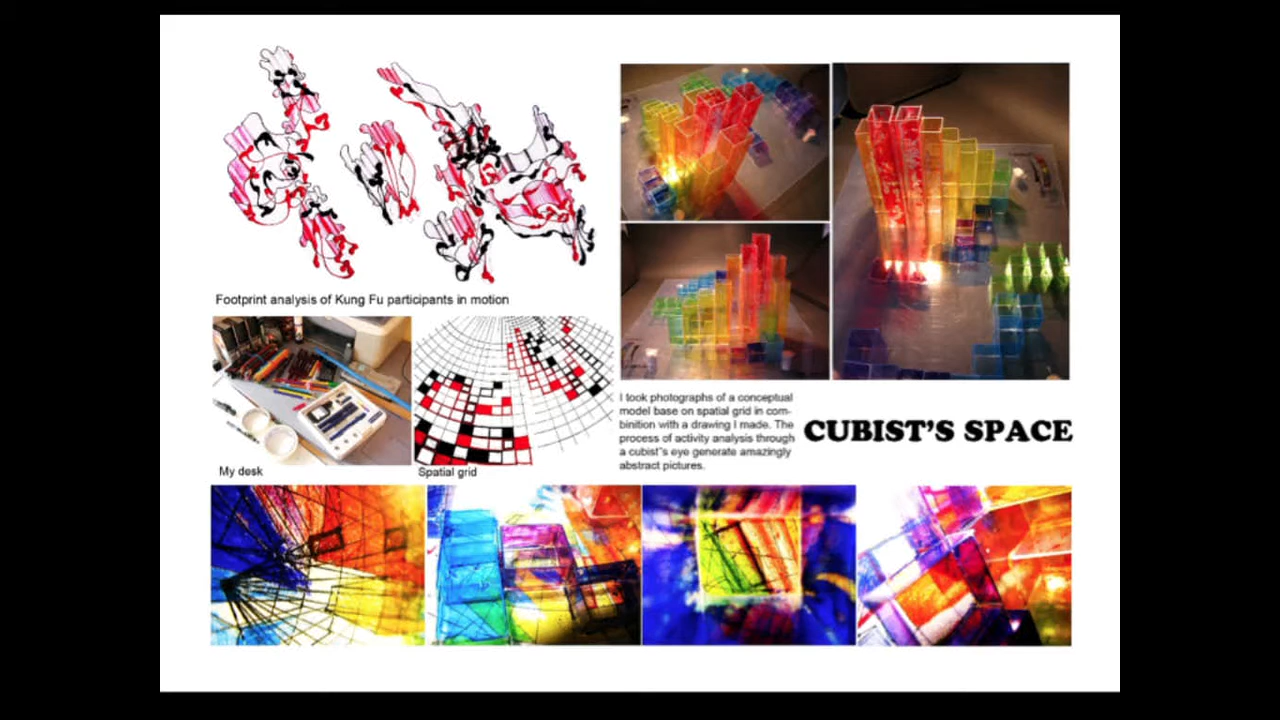 Footprint analysis of Kung Fu participants in motion
My desk
Spatial grid
I took photographs of a conceptual
model base on spatial grid in com-
binition with a drawing I made. The
process of activity analysis through
a cubist"s eye generate amazingly
abstract pictures.
CUBIST'S SPACE